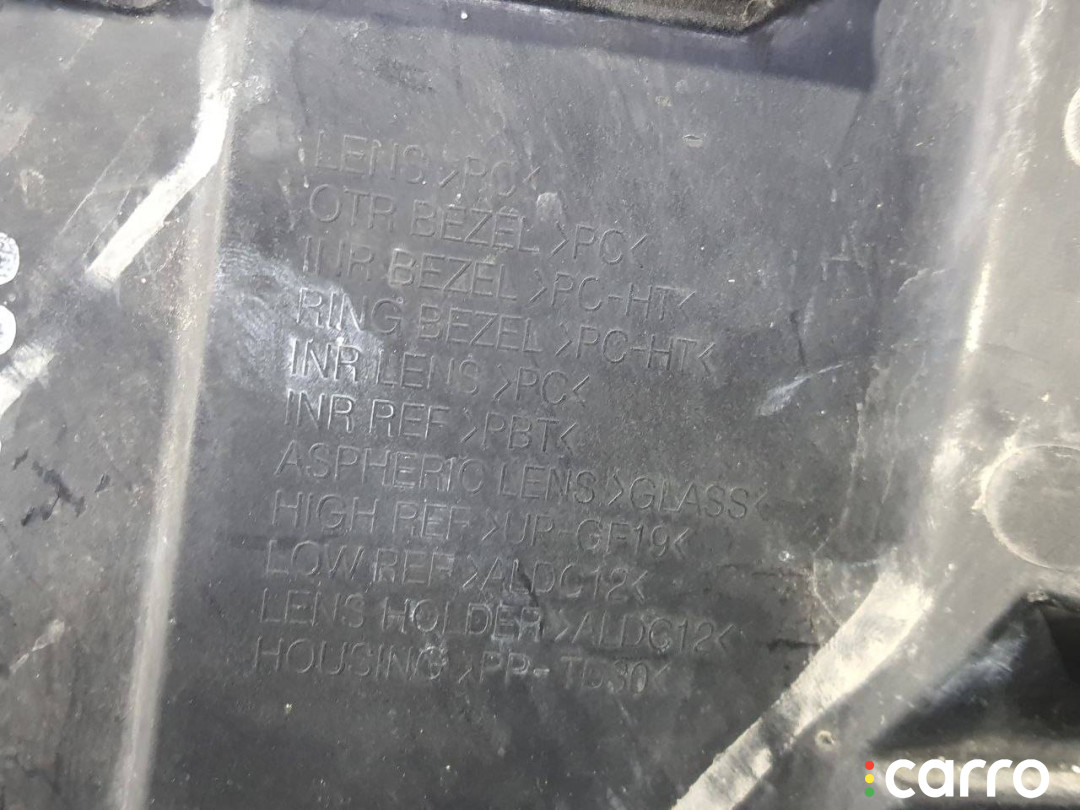 LENS >PC<
OTR BEZEL >PC<
INR BEZEL >PC-HT<
RING BEZEL >PC-HT<
INR LENS >PC<
INR REF >PBT<
ASPHERIC LENS >GLASS<
HIGH REF >UP-GF19<
LOW REF >ALDC12<
LENS HOLDER >ALDC12<
HOUSING >PP-TD30<
carro